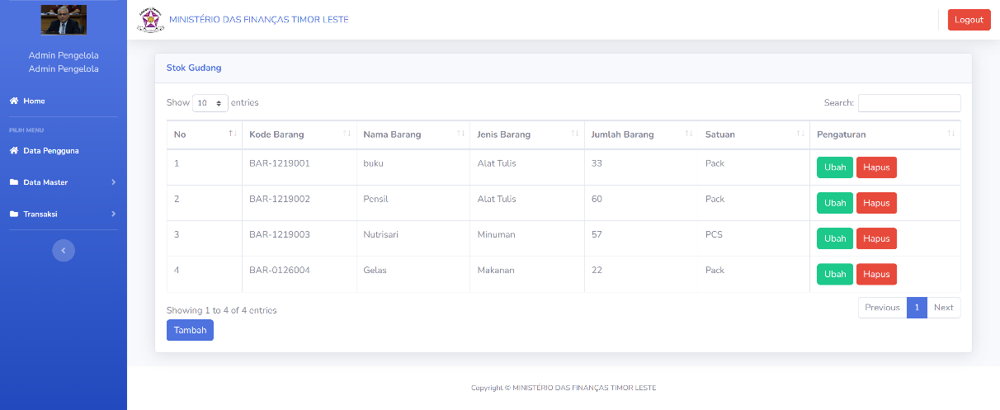 MINISTÉRIO DAS FINANÇAS TIMOR LESTE
Logout
Admin Pengelola
Admin Pengelola
Home
PILIH MENU
Data Pengguna
Data Master
Transaksi
Stok Gudang
Show 10 entries
Search:
No Kode Barang Nama Barang Jenis Barang Jumlah Barang Satuan Pengaturan
1 BAR-1219001 buku Alat Tulis 33 Pack Ubah Hapus
2 BAR-1219002 Pensil Alat Tulis 60 Pack Ubah Hapus
3 BAR-1219003 Nutrisari Minuman 57 PCS Ubah Hapus
4 BAR-0126004 Gelas Makanan 22 Pack Ubah Hapus
Showing 1 to 4 of 4 entries
Previous 1 Next
Tambah
Copyright © MINISTÉRIO DAS FINANÇAS TIMOR LESTE